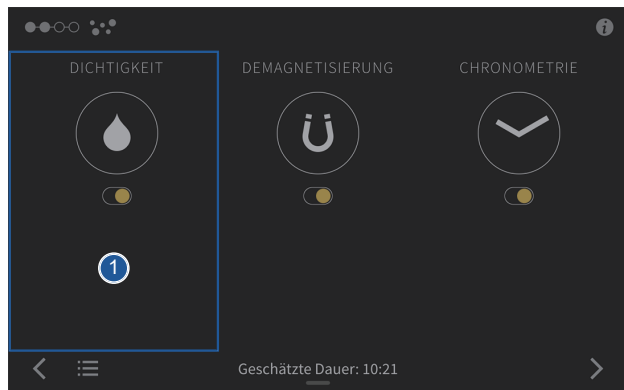 DICHTIGKEIT
DEMAGNETISIERUNG
CHRONOMETRIE
1
Geschätzte Dauer: 10:21